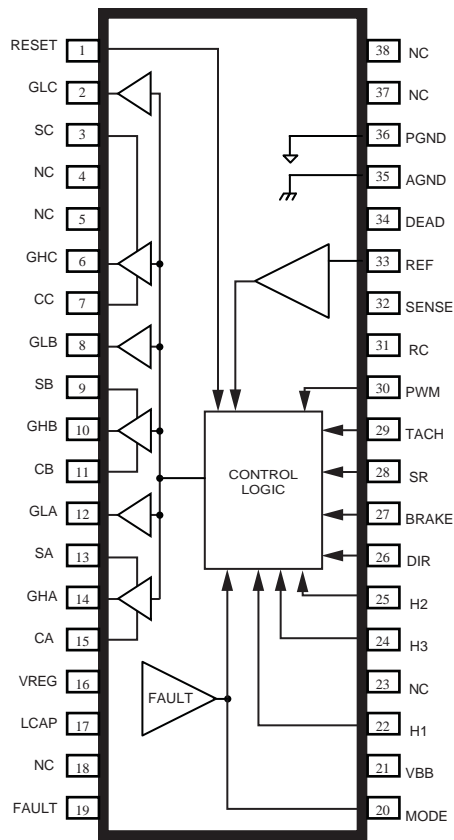 RESET 1
GLC 2
SC 3
NC 4
NC 5
GHC 6
CC 7
GLB 8
SB 9
GHB 10
CB 11
GLA 12
SA 13
GHA 14
CA 15
VREG 16
LCAP 17
NC 18
FAULT 19
CONTROL
LOGIC
FAULT
38 NC
37 NC
36 PGND
35 AGND
34 DEAD
33 REF
32 SENSE
31 RC
30 PWM
29 TACH
28 SR
27 BRAKE
26 DIR
25 H2
24 H3
23 NC
22 H1
21 VBB
20 MODE